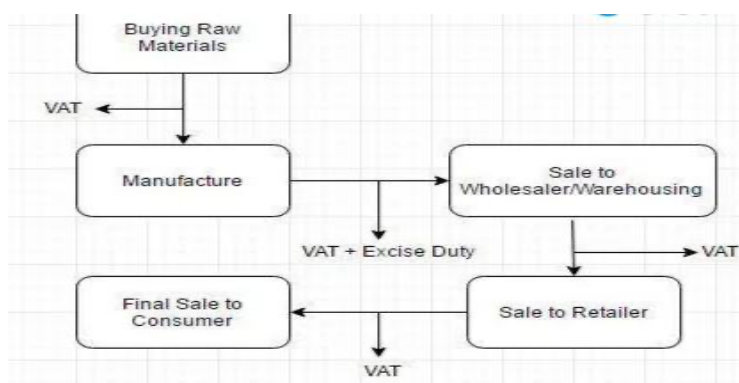 Buying Raw
Materials
VAT
Manufacture
Sale to
Wholesaler/Warehousing
VAT + Excise Duty
VAT
Final Sale to
Consumer
Sale to Retailer
VAT